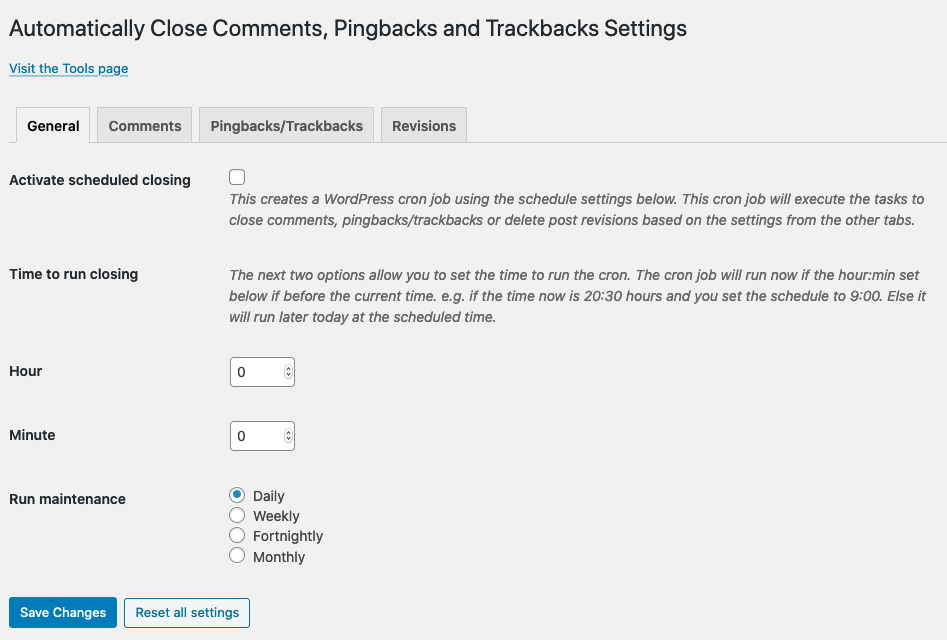 Automatically Close Comments, Pingbacks and Trackbacks Settings
Visit the Tools page
General Comments Pingbacks/Trackbacks Revisions
Activate scheduled closing
This creates a WordPress cron job using the schedule settings below. This cron job will execute the tasks to
close comments, pingbacks/trackbacks or delete post revisions based on the settings from the other tabs.
Time to run closing
The next two options allow you to set the time to run the cron. The cron job will run now if the hour:min set
below if before the current time. e.g. if the time now is 20:30 hours and you set the schedule to 9:00. Else it
will run later today at the scheduled time.
Hour 0
Minute 0
Run maintenance
Daily
Weekly
Fortnightly
Monthly
Save Changes Reset all settings